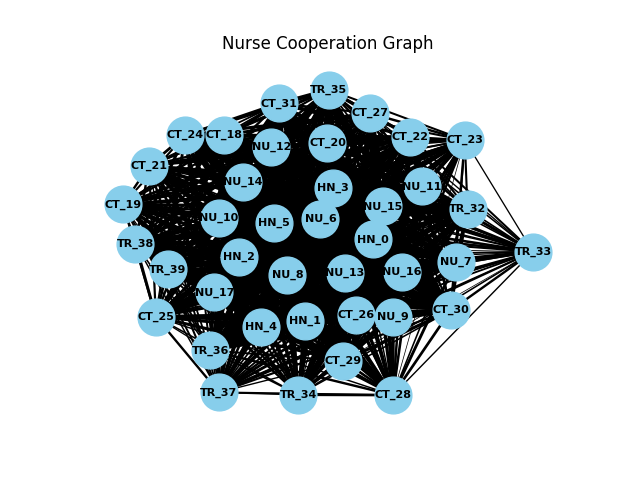 Nurse Cooperation Graph
TR_35
CT_31
CT_27
CT_24
CT_18
CT_22
CT_23
NU_12
CT_20
CT_21
NU_14
HN_3
NU_11
CT_19
NU_10
HN_5
NU_6
NU_15
TR_32
TR_38
HN_0
TR_33
TR_39
HN_2
NU_8
NU_13
NU_16
NU_7
NU_17
CT_25
HN_4
HN_1
CT_26
NU_9
CT_30
TR_36
CT_29
TR_37
TR_34
CT_28